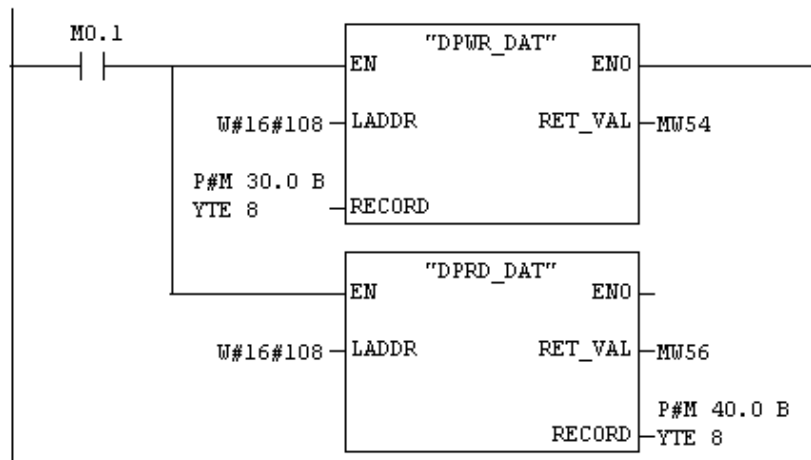 M0.1
"DPWR_DAT"
EN ENO
W#16#108 LADDR RET_VAL MW54
P#M 30.0 B
YTE 8 RECORD
"DPRD_DAT"
EN ENO
W#16#108 LADDR RET_VAL MW56
P#M 40.0 B
RECORD YTE 8